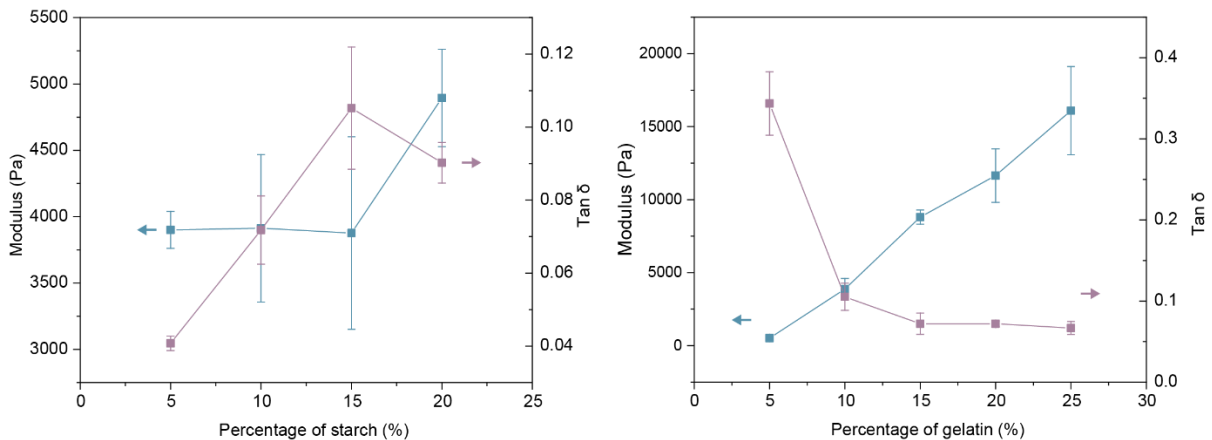 5500
5000
4500
4000
3500
3000
Modulus (Pa)
0.12
0.10
0.08
0.06
0.04
Tan δ
0 5 10 15 20 25
Percentage of starch (%)
20000
15000
10000
5000
0
Modulus (Pa)
0.4
0.3
0.2
0.1
0.0
Tan δ
0 5 10 15 20 25 30
Percentage of gelatin (%)